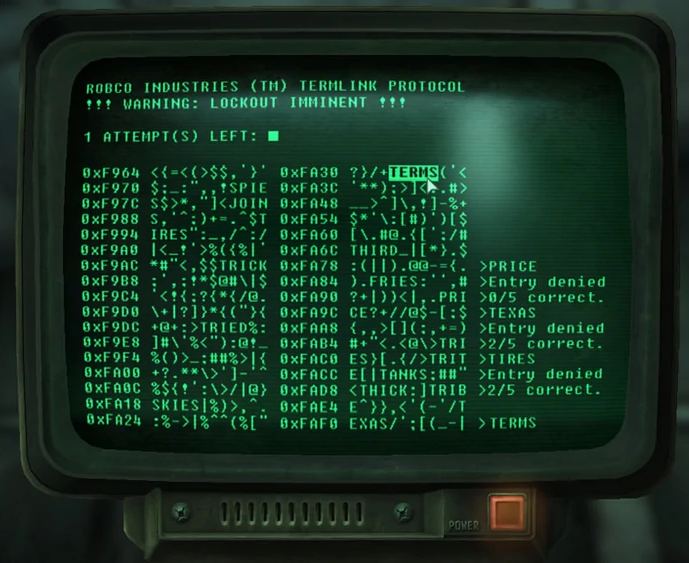 ROBCO INDUSTRIES (TM) TERMLINK PROTOCOL
!!! WARNING: LOCKOUT IMMINENT !!!
1 ATTEMPT(S) LEFT: ■
0xF964 <{=<(>$$,'}' 0xFA30 ?}/+TERMS('<
0xF970 $;_:",,!SPIE 0xFA3C '**);>]<.#>
0xF97C S$>*,"]<JOIN 0xFA48 __>^]\,!]-%+
0xF988 S,'^:)+=.^$T 0xFA54 $*'\:[#)')[$
0xF994 IRES":_,/^:/ 0xFA60 [\.#@.{[';/#
0xF9A0 |<_!'>%({%|' 0xFA6C THIRD_|[*}.$
0xF9AC *#"<,$$TRICK 0xFA78 :(||).@@-={. >PRICE
0xF9B8 ;',;!*$@#\|$ 0xFA84 ).FRIES:'',# >Entry denied
0xF9C4 '<!{:?{*{/@. 0xFA90 ?+|))<|,.PRI >0/5 correct.
0xF9D0 \+]?}*{("}{ 0xFA9C CE?+//@$-[:$ >TEXAS
0xF9DC +@+:>TRIED%: 0xFAA8 {,,>[](:,+=) >Entry denied
0xF9E8 ]#\'%<"):@!_ 0xFAB4 #+"<.<@\>TRI >2/5 correct.
0xF9F4 %()>_:##%>|{ 0xFAC0 ES}[.{/>TRIT >TIRES
0xFA00 +?.**\>']-'^ 0xFACC E[|TANKS:##" >Entry denied
0xFA0C %${!':\>/|@} 0xFAD8 <THICK:]TRIB >2/5 correct.
0xFA18 SKIES|%)>,^. 0xFAE4 E^}},<'(-'/T
0xFA24 :%->|%^^(%[" 0xFAF0 EXAS/';[(_-| >TERMS
POWER